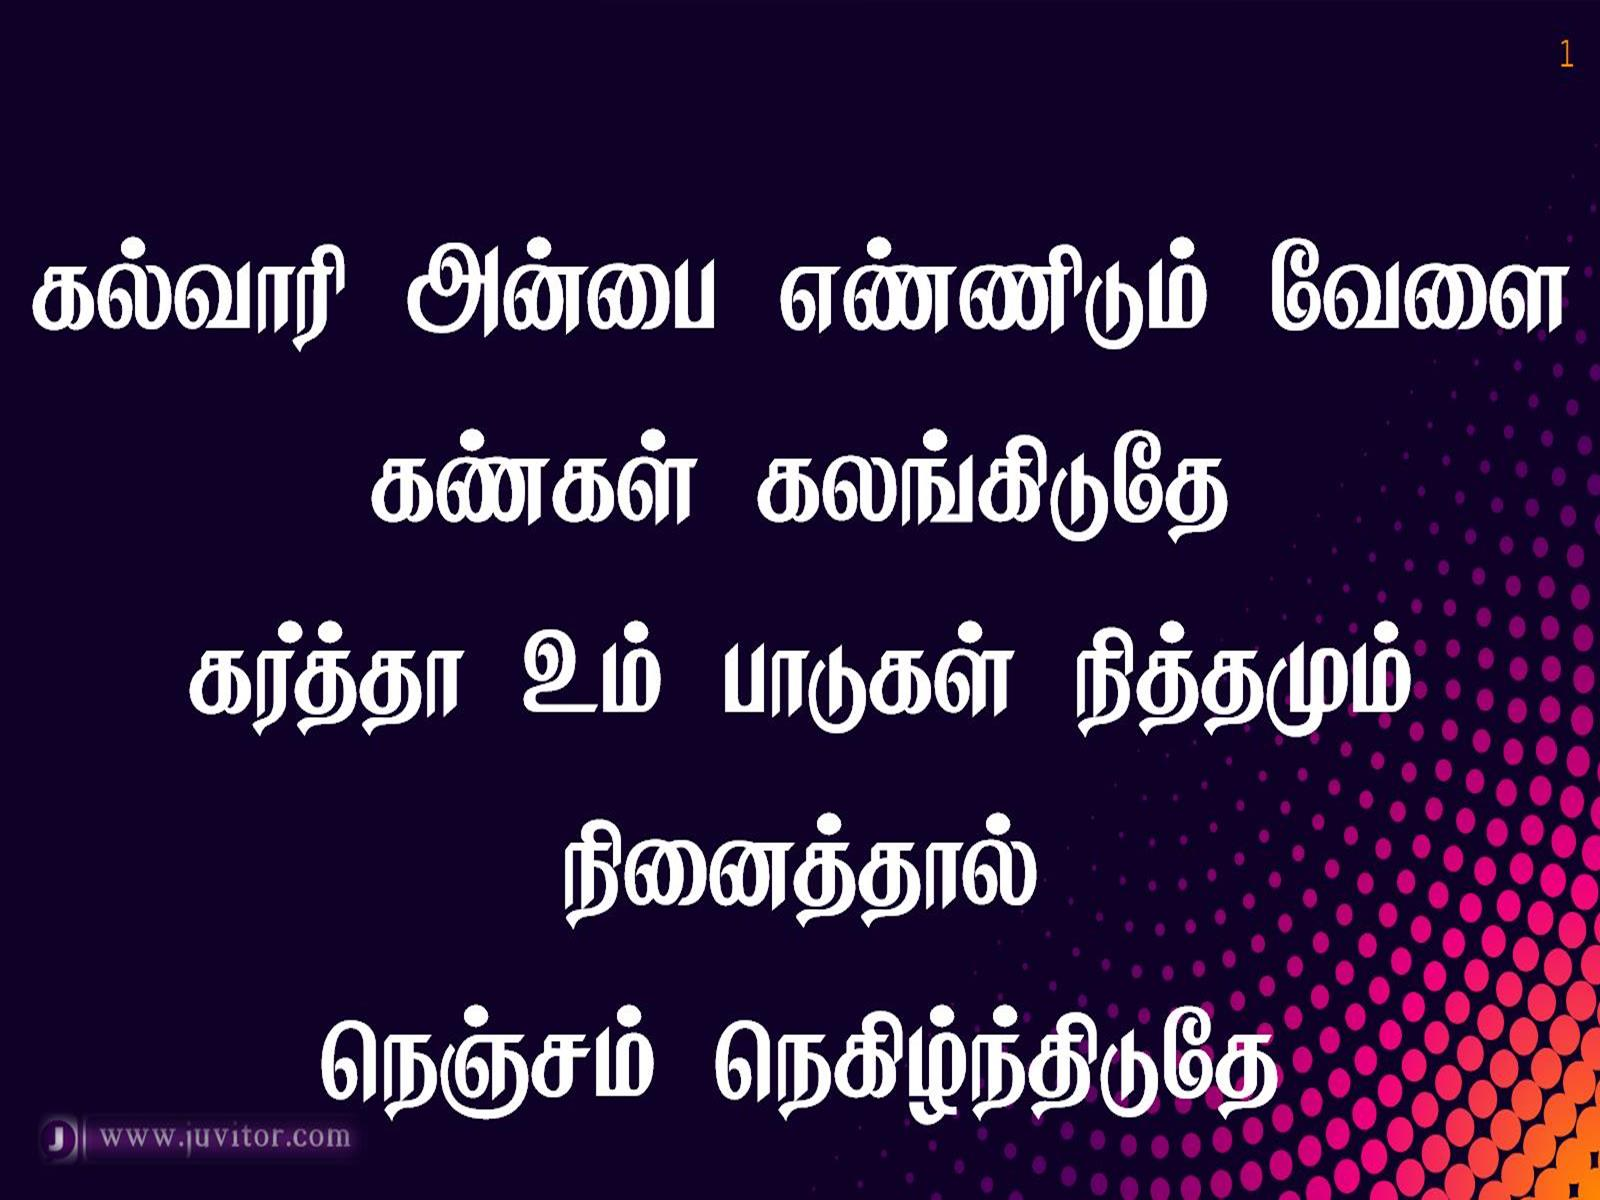 1
கல்வாரி அன்பை எண்ணிடும் வேளை
கண்கள் கலங்கிடுதே
கர்த்தா உம் பாடுகள் நித்தமும்
நினைத்தால்
நெஞ்சம் நெகிழ்ந்திடுதே
J www.juvitor.com